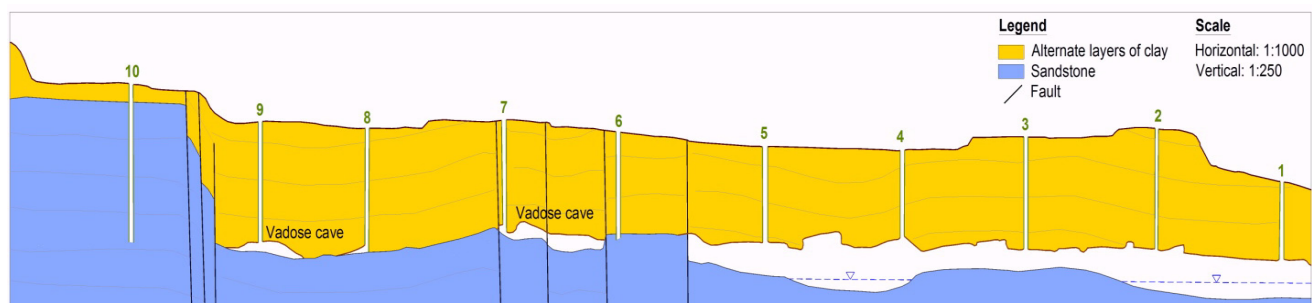 Legend
Alternate layers of clay
Sandstone
Fault
Scale
Horizontal: 1:1000
Vertical: 1:250
10
9
8
7
6
5
4
3
2
1
Vadose cave
Vadose cave